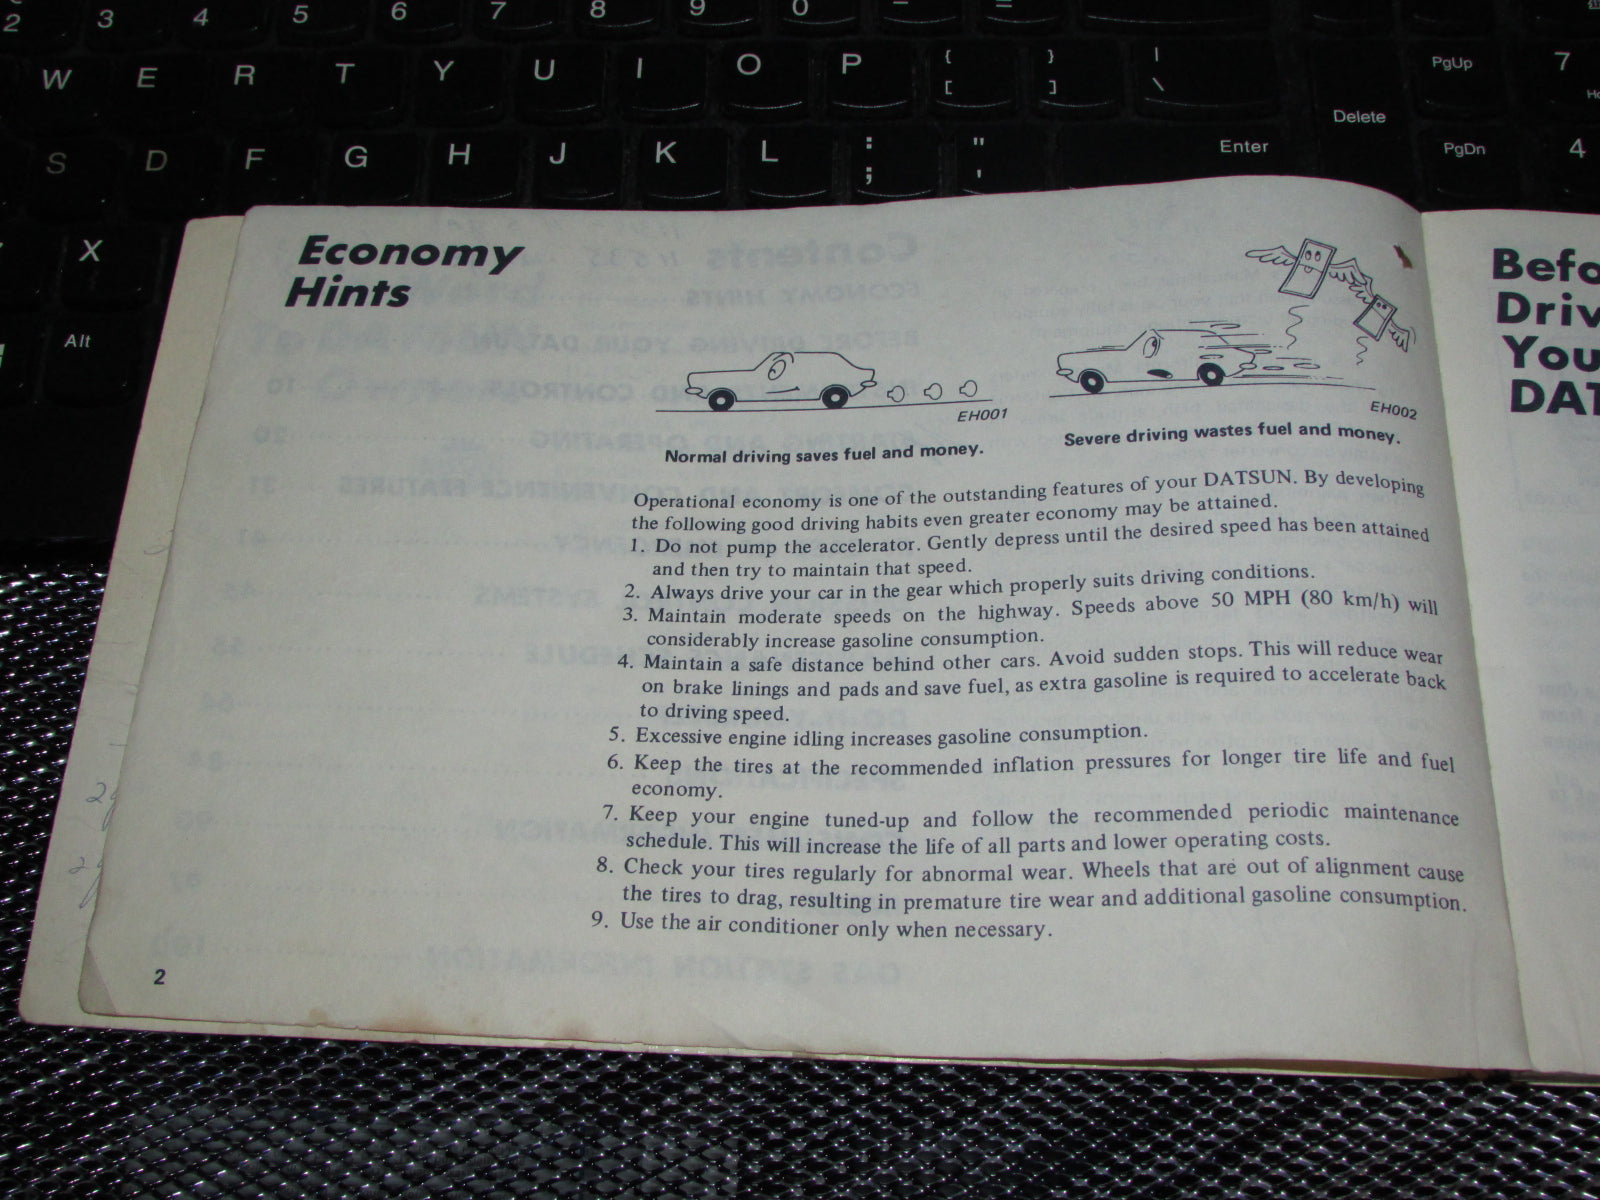 2 3 4 5 6 7 8 9 0 – =
W E R T Y U I O P { [ } ] | \ PgUp 7
Delete
S D F G H J K L : ; " ' Enter PgDn 4
X
Alt
Economy
Hints
EH001
EH002
Normal driving saves fuel and money.
Severe driving wastes fuel and money.
Operational economy is one of the outstanding features of your DATSUN. By developing
the following good driving habits even greater economy may be attained.
1. Do not pump the accelerator. Gently depress until the desired speed has been attained
and then try to maintain that speed.
2. Always drive your car in the gear which properly suits driving conditions.
3. Maintain moderate speeds on the highway. Speeds above 50 MPH (80 km/h) will
considerably increase gasoline consumption.
4. Maintain a safe distance behind other cars. Avoid sudden stops. This will reduce wear
on brake linings and pads and save fuel, as extra gasoline is required to accelerate back
to driving speed.
5. Excessive engine idling increases gasoline consumption.
6. Keep the tires at the recommended inflation pressures for longer tire life and fuel
economy.
7. Keep your engine tuned-up and follow the recommended periodic maintenance
schedule. This will increase the life of all parts and lower operating costs.
8. Check your tires regularly for abnormal wear. Wheels that are out of alignment cause
the tires to drag, resulting in premature tire wear and additional gasoline consumption.
9. Use the air conditioner only when necessary.
2
Befo
Driv
You
DAT